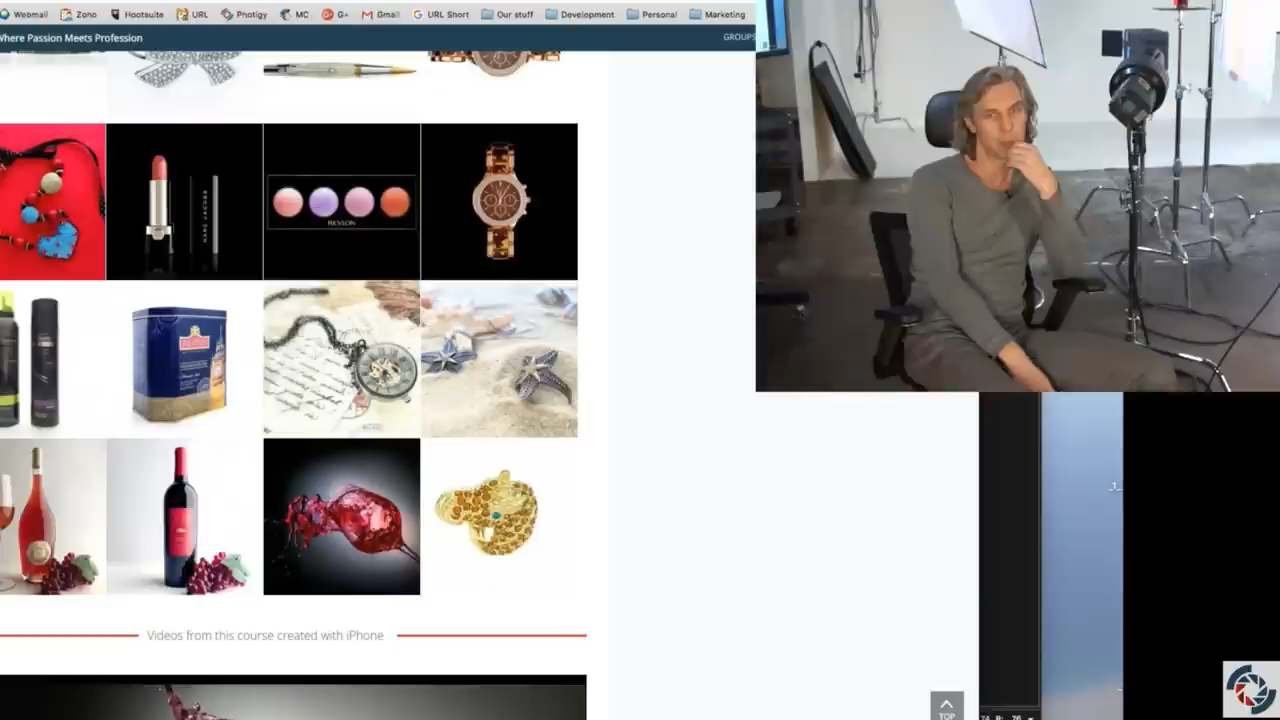 Webmail Zoho Hootsuite URL Photigy MC G+ Gmail URL Short Our stuff Development Personal Marketing
Where Passion Meets Profession
GROUPS
REVLON
Videos from this course created with iPhone
TOP